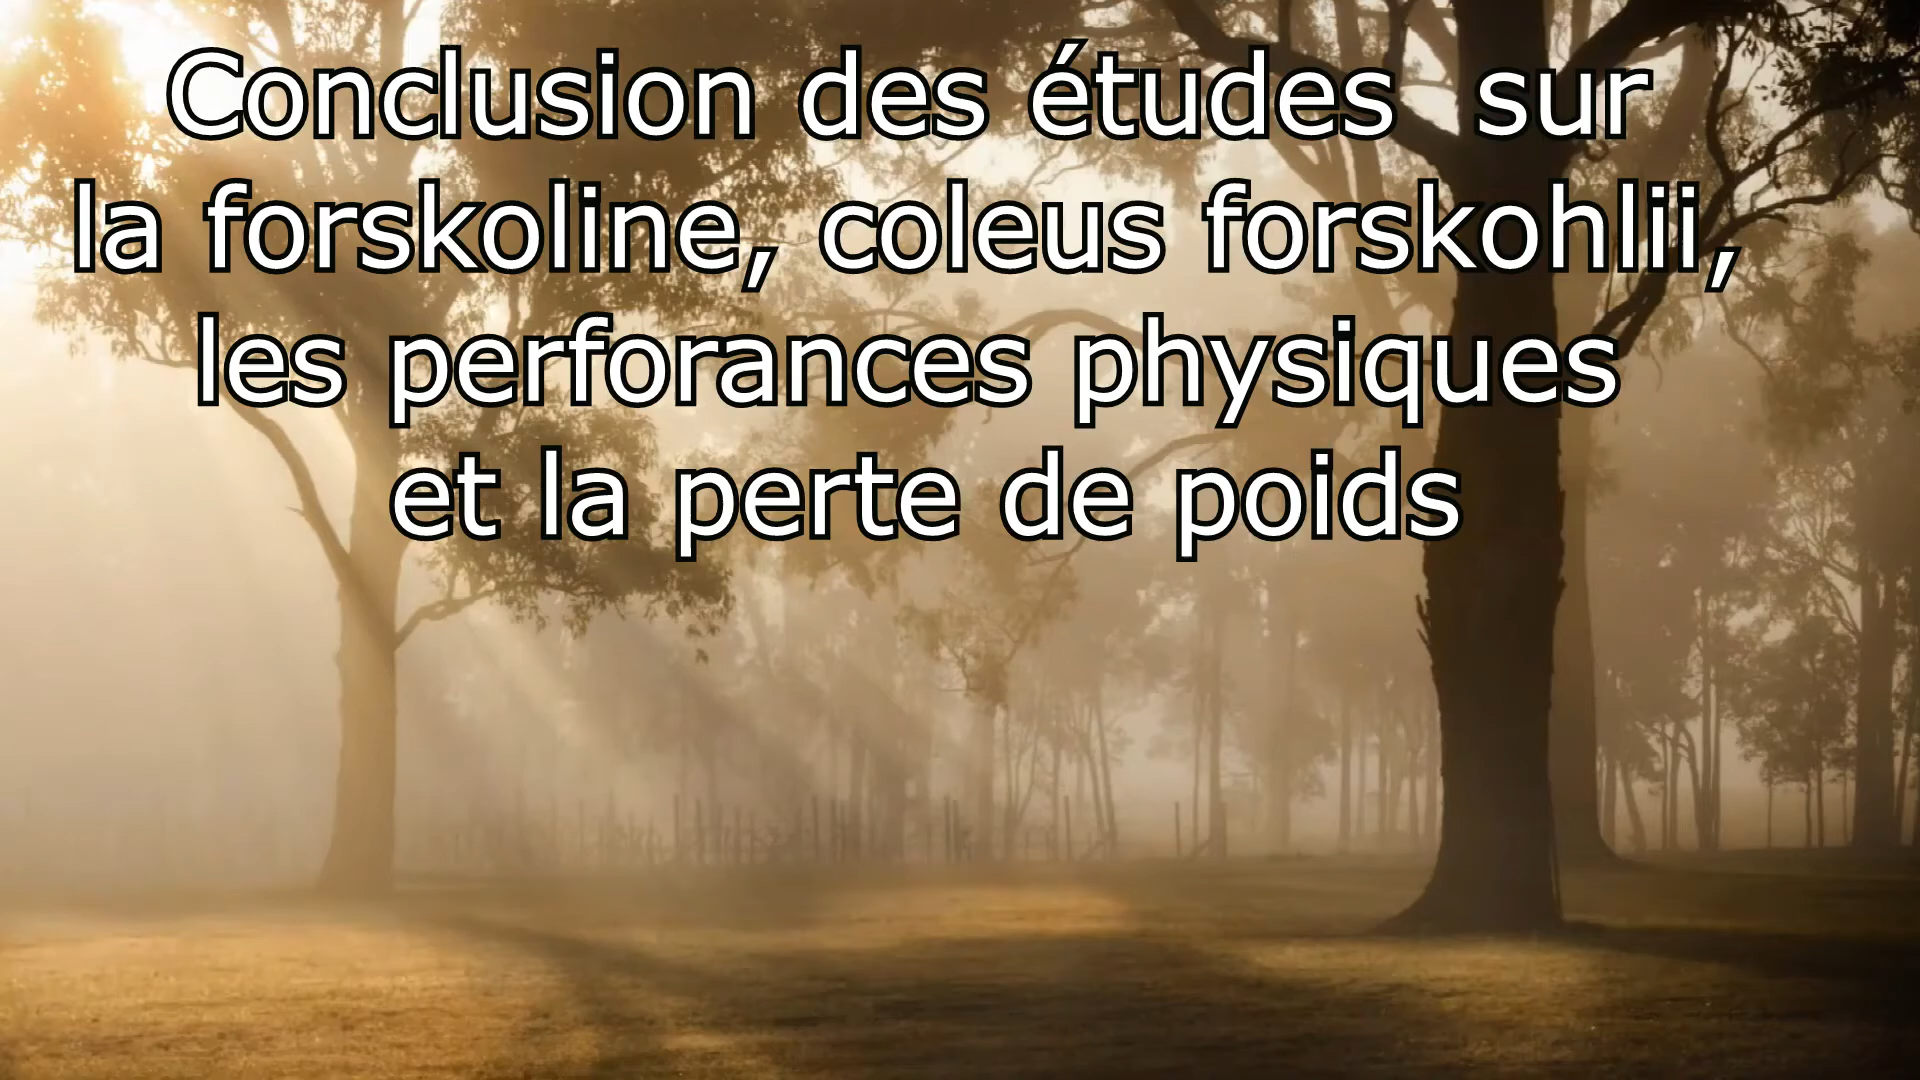 Conclusion des études  sur
la forskoline, coleus forskohlii,
les perforances physiques
et la perte de poids